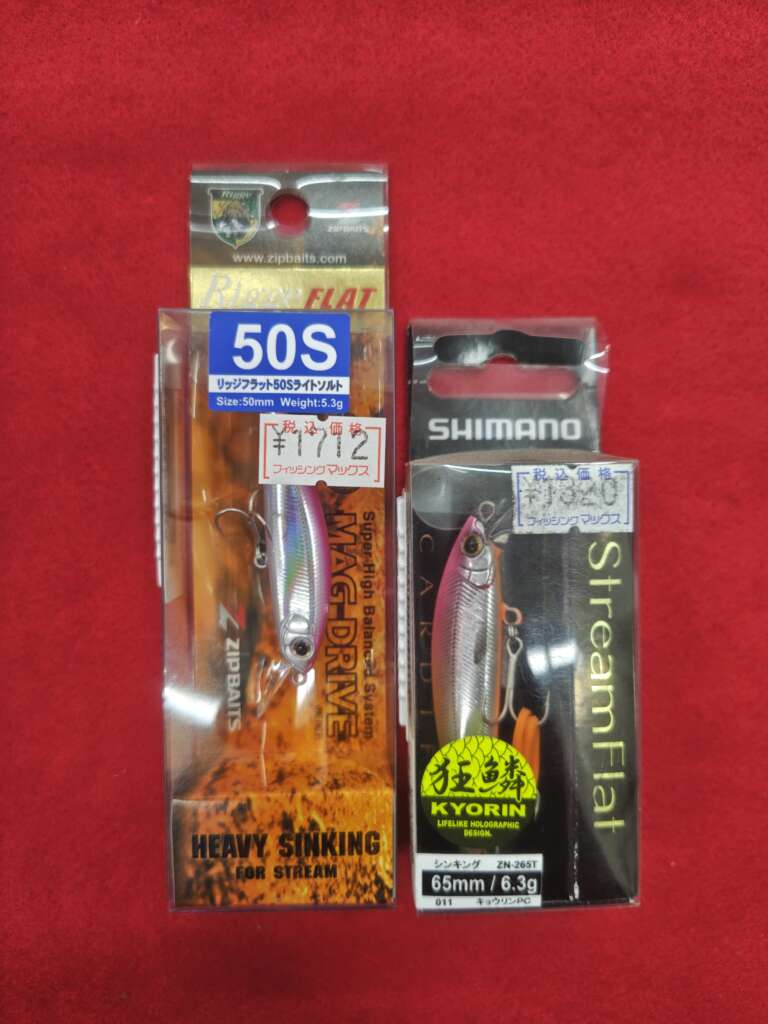 Rigge
ZIPBAITS
www.zipbaits.com
Rigge FLAT
50S
リッジフラット50Sライトソルト
Size:50mm Weight:5.3g
税込価格
¥1712
フィッシングマックス
Super High Balanced System
MAG-DRIVE
ZIPBAITS
HEAVY SINKING
FOR STREAM
SHIMANO
税込価格
¥1320
フィッシングマックス
StreamFlat
狂鱗
KYORIN
LIFELIKE HOLOGRAPHIC
DESIGN.
シンキング ZN-265T
65mm / 6.3g
011 キョウリンPC